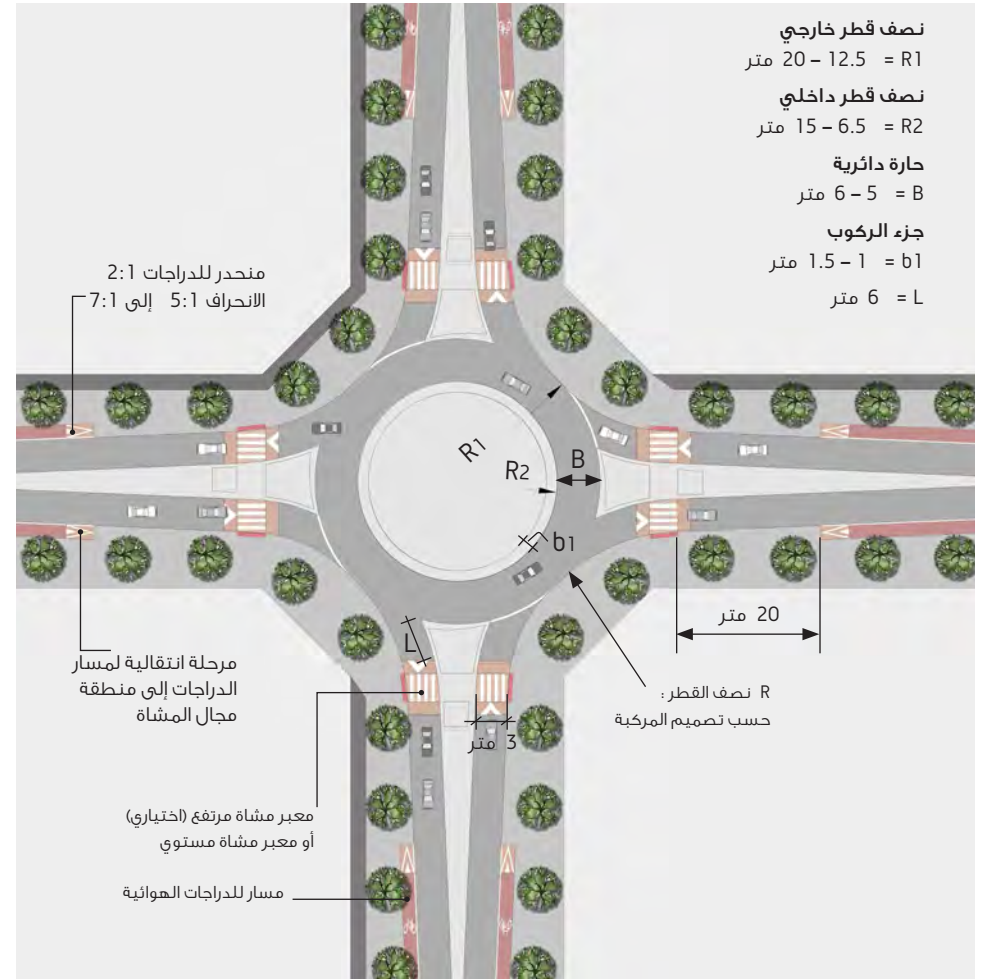 نصف قطر خارجي
R1 = 12.5 – 20 متر
نصف قطر داخلي
R2 = 6.5 – 15 متر
حارة دائرية
B = 5 – 6 متر
جزء الركوب
b1 = 1 – 1.5 متر
L = 6 متر
منحدر للدراجات 2:1
الانحراف 5:1 إلى 7:1
R1
R2
B
b1
L
20 متر
3 متر
R نصف القطر :
حسب تصميم المركبة
مرحلة انتقالية لمسار
الدراجات إلى منطقة
مجال المشاة
معبر مشاة مرتفع (اختياري)
أو معبر مشاة مستوي
مسار للدراجات الهوائية